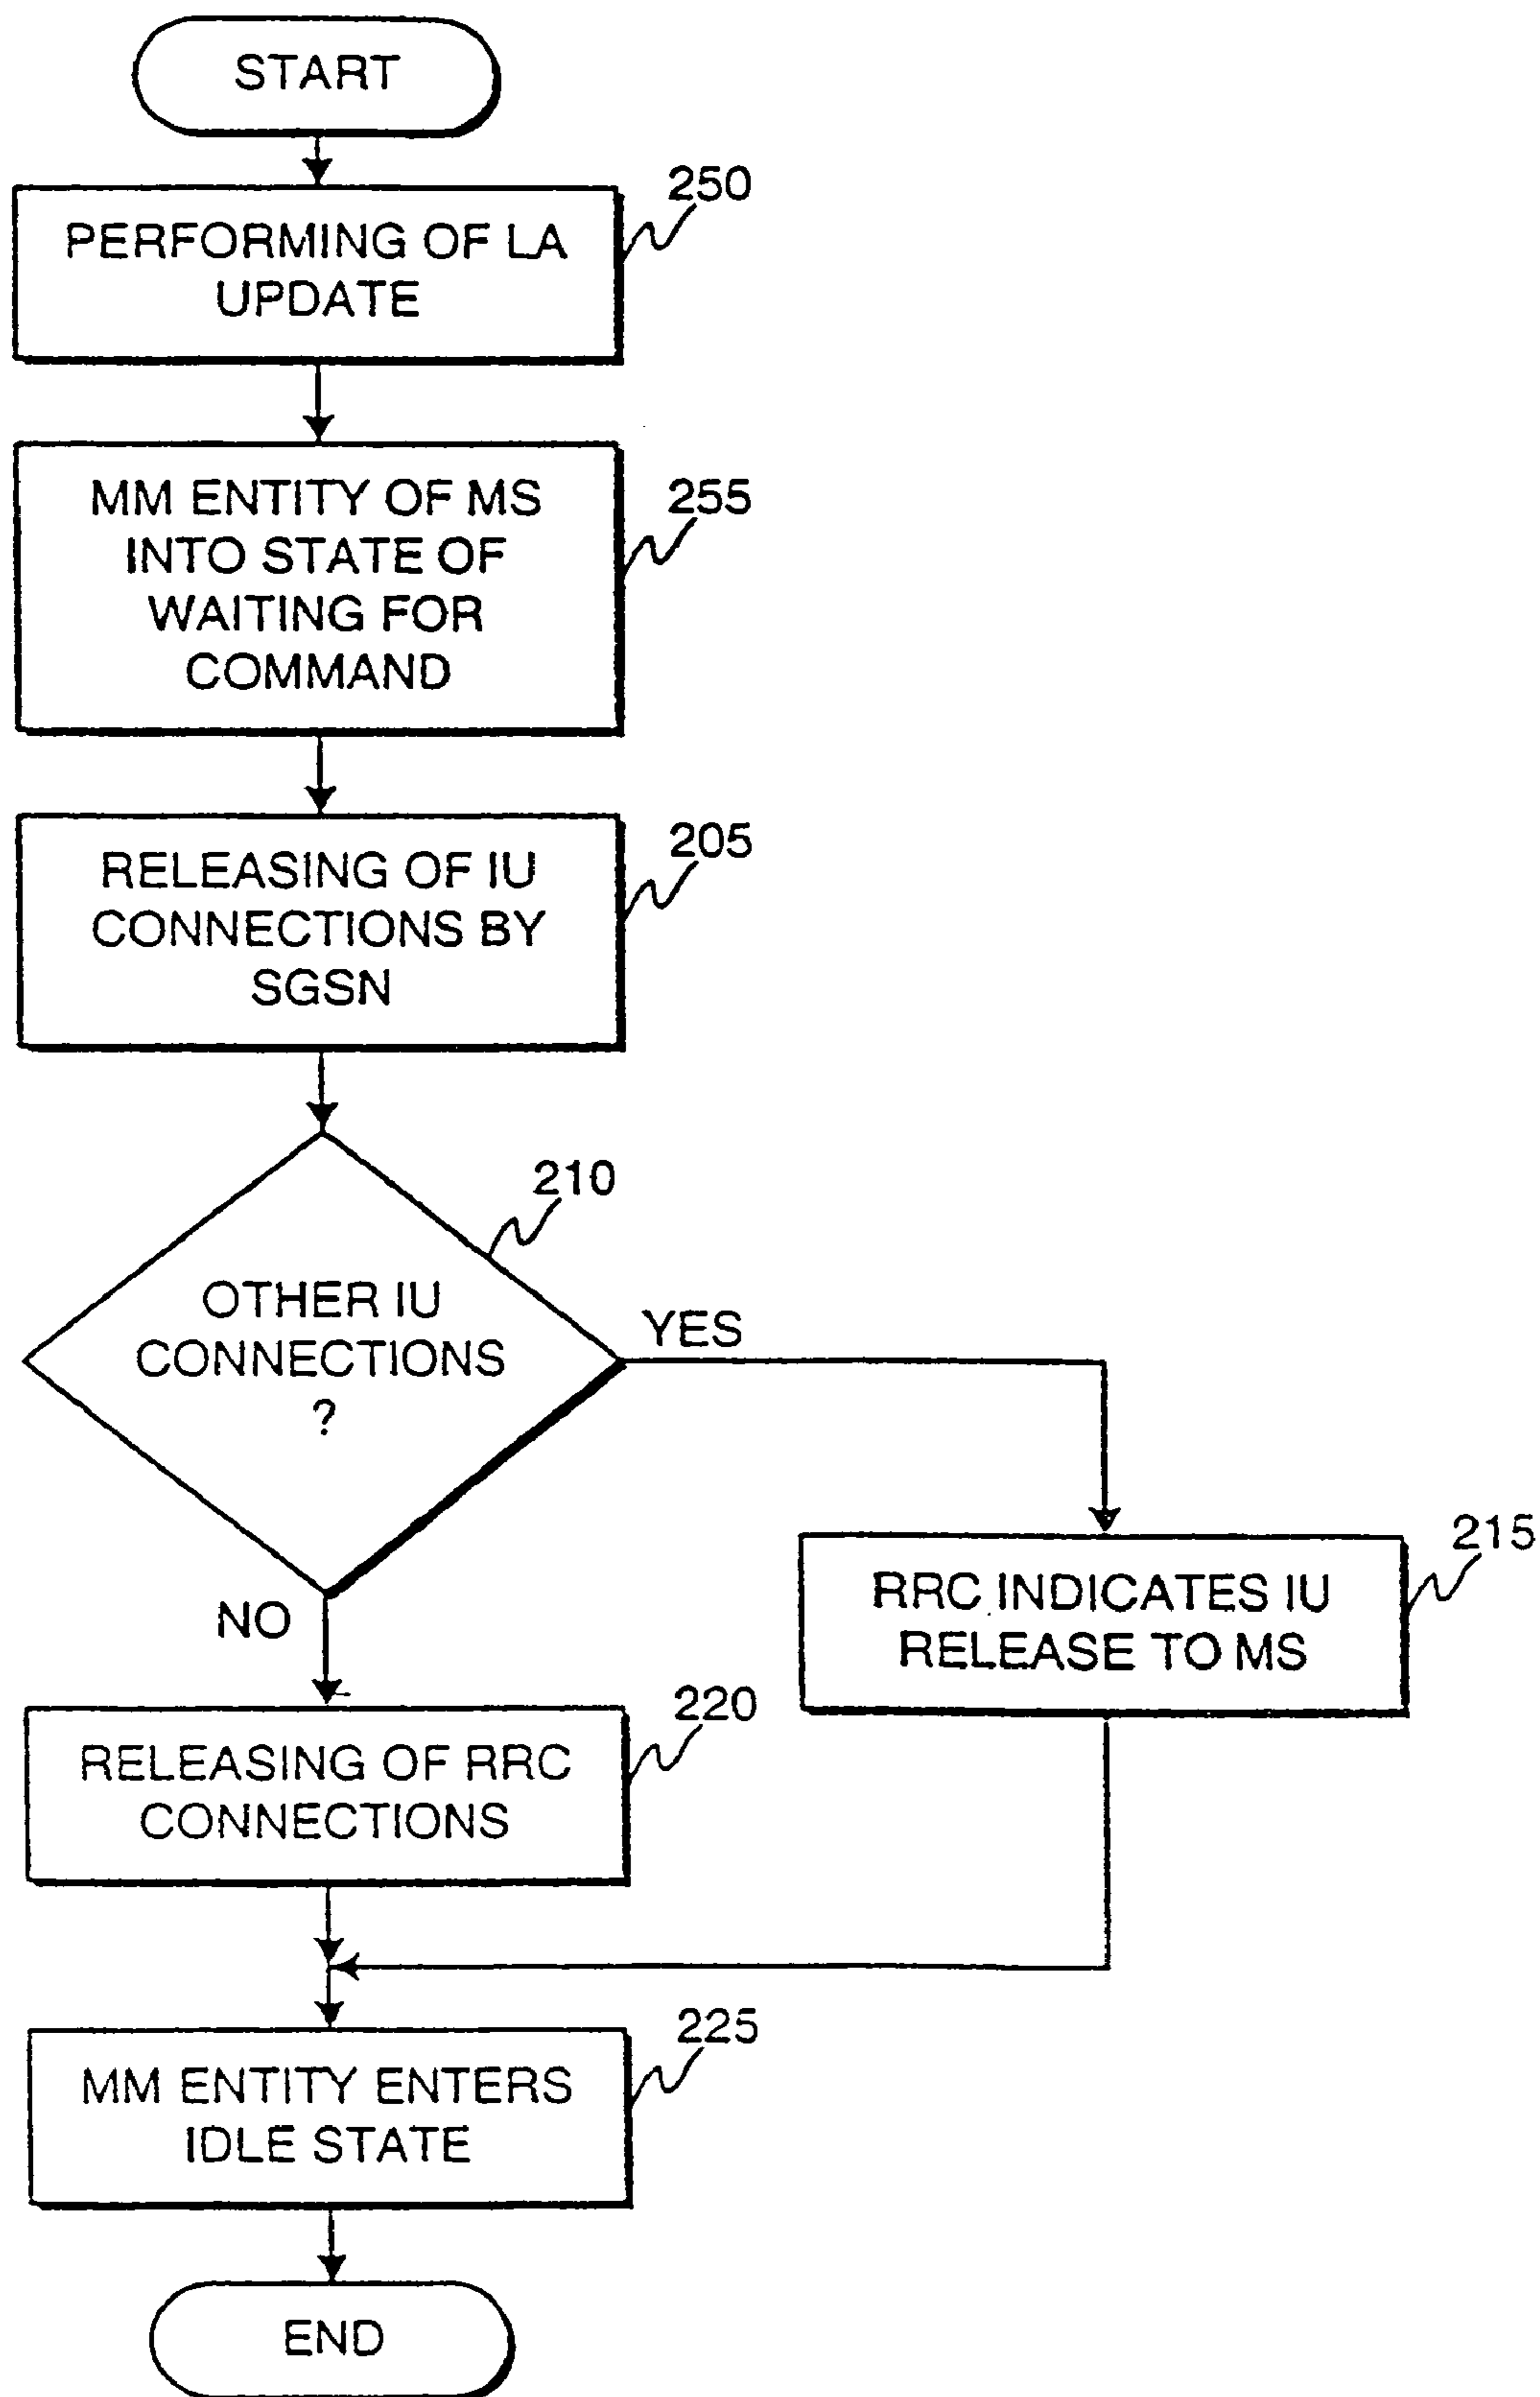 START
250
PERFORMING OF LA
UPDATE
255
MM ENTITY OF MS
INTO STATE OF
WAITING FOR
COMMAND
205
RELEASING OF IU
CONNECTIONS BY
SGSN
210
OTHER IU
CONNECTIONS
?
YES
NO
215
RRC INDICATES IU
RELEASE TO MS
220
RELEASING OF RRC
CONNECTIONS
225
MM ENTITY ENTERS
IDLE STATE
END